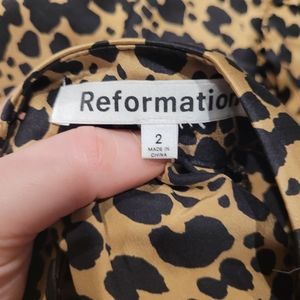 Reformation
2
MADE IN
CHINA